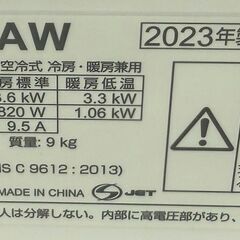 AW 2023年
空冷式 冷房・暖房兼用
房標準 暖房低温
.6 kW 3.3 kW
820 W 1.06 kW
9.5 A
質量：9 kg
IS C 9612 : 2013)
MADE IN CHINA JET
人は分解しない。内部に高電圧部があり、